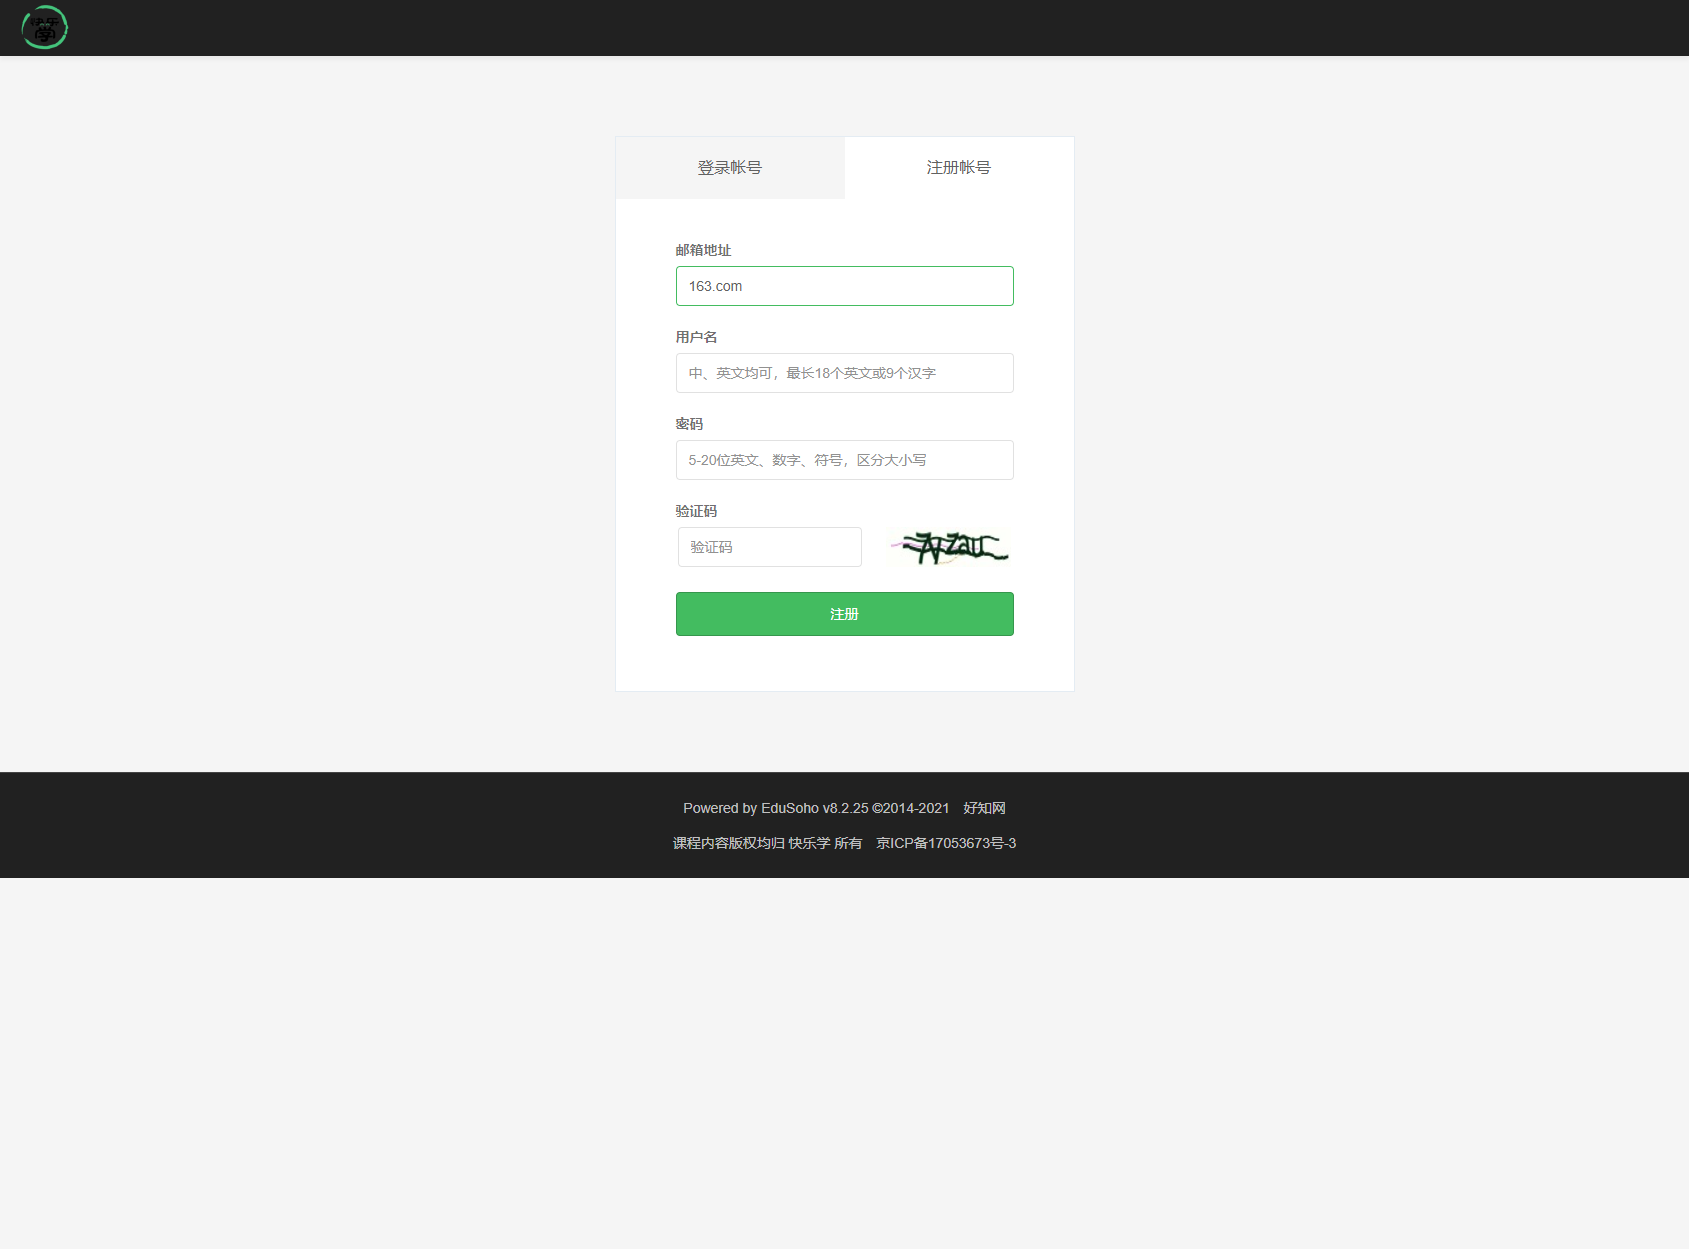 快乐
學
登录帐号
注册帐号
邮箱地址
163.com
用户名
中、英文均可，最长18个英文或9个汉字
密码
5-20位英文、数字、符号，区分大小写
验证码
验证码
注册
Powered by EduSoho v8.2.25 ©2014-2021 好知网
课程内容版权均归 快乐学 所有 京ICP备17053673号-3